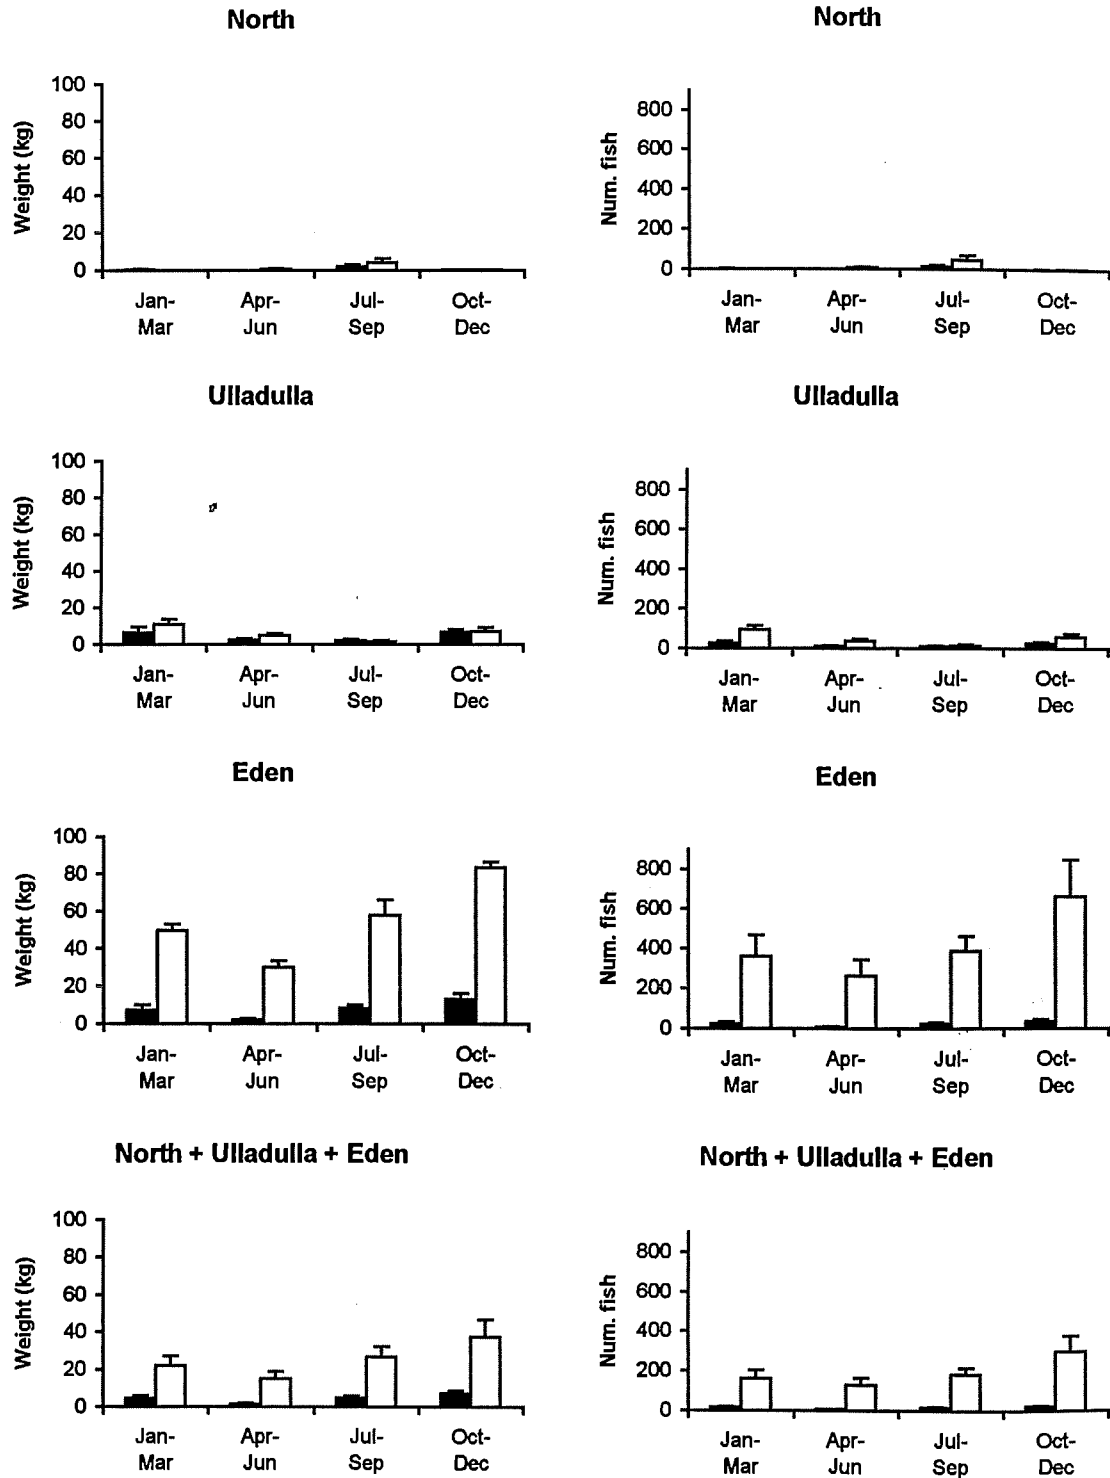 North
Weight (kg)
100
80
60
40
20
0
Jan-
Mar
Apr-
Jun
Jul-
Sep
Oct-
Dec
North
Num. fish
800
600
400
200
0
Jan-
Mar
Apr-
Jun
Jul-
Sep
Oct-
Dec
Ulladulla
Weight (kg)
100
80
60
40
20
0
Jan-
Mar
Apr-
Jun
Jul-
Sep
Oct-
Dec
Ulladulla
Num. fish
800
600
400
200
0
Jan-
Mar
Apr-
Jun
Jul-
Sep
Oct-
Dec
Eden
Weight (kg)
100
80
60
40
20
0
Jan-
Mar
Apr-
Jun
Jul-
Sep
Oct-
Dec
Eden
Num. fish
800
600
400
200
0
Jan-
Mar
Apr-
Jun
Jul-
Sep
Oct-
Dec
North + Ulladulla + Eden
Weight (kg)
100
80
60
40
20
0
Jan-
Mar
Apr-
Jun
Jul-
Sep
Oct-
Dec
North + Ulladulla + Eden
Num. fish
800
600
400
200
0
Jan-
Mar
Apr-
Jun
Jul-
Sep
Oct-
Dec